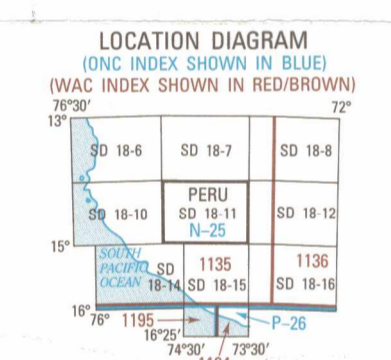 LOCATION DIAGRAM
(ONC INDEX SHOWN IN BLUE)
(WAC INDEX SHOWN IN RED/BROWN)
76°30' 72°
13°
SD 18-6 SD 18-7 SD 18-8
PERU
SD 18-10 SD 18-11 SD 18-12
N-25
15°
SOUTH
PACIFIC
OCEAN
SD
18-14
1135
SD 18-15
1136
SD 18-16
16°
76° 1195 P-26
16°25'
74°30' 73°30'